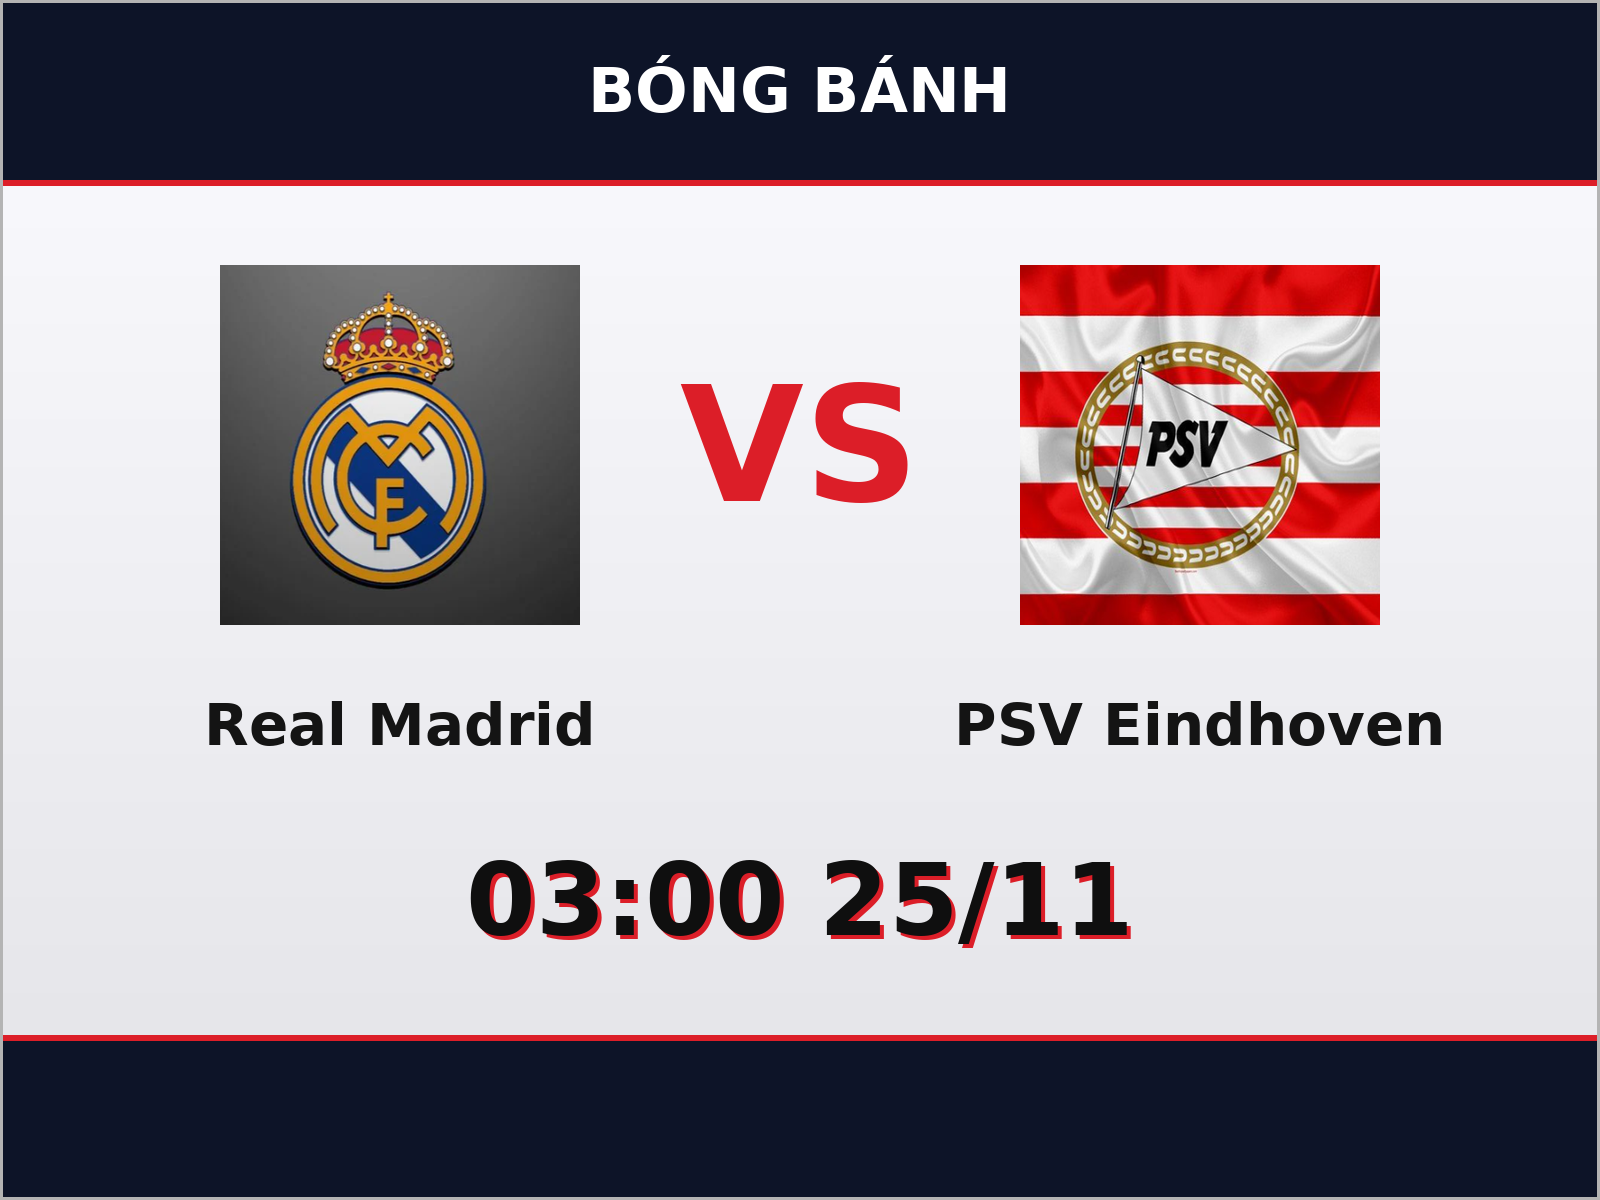 BÓNG BÁNH
VS
PSV
Real Madrid
PSV Eindhoven
03:00 25/11